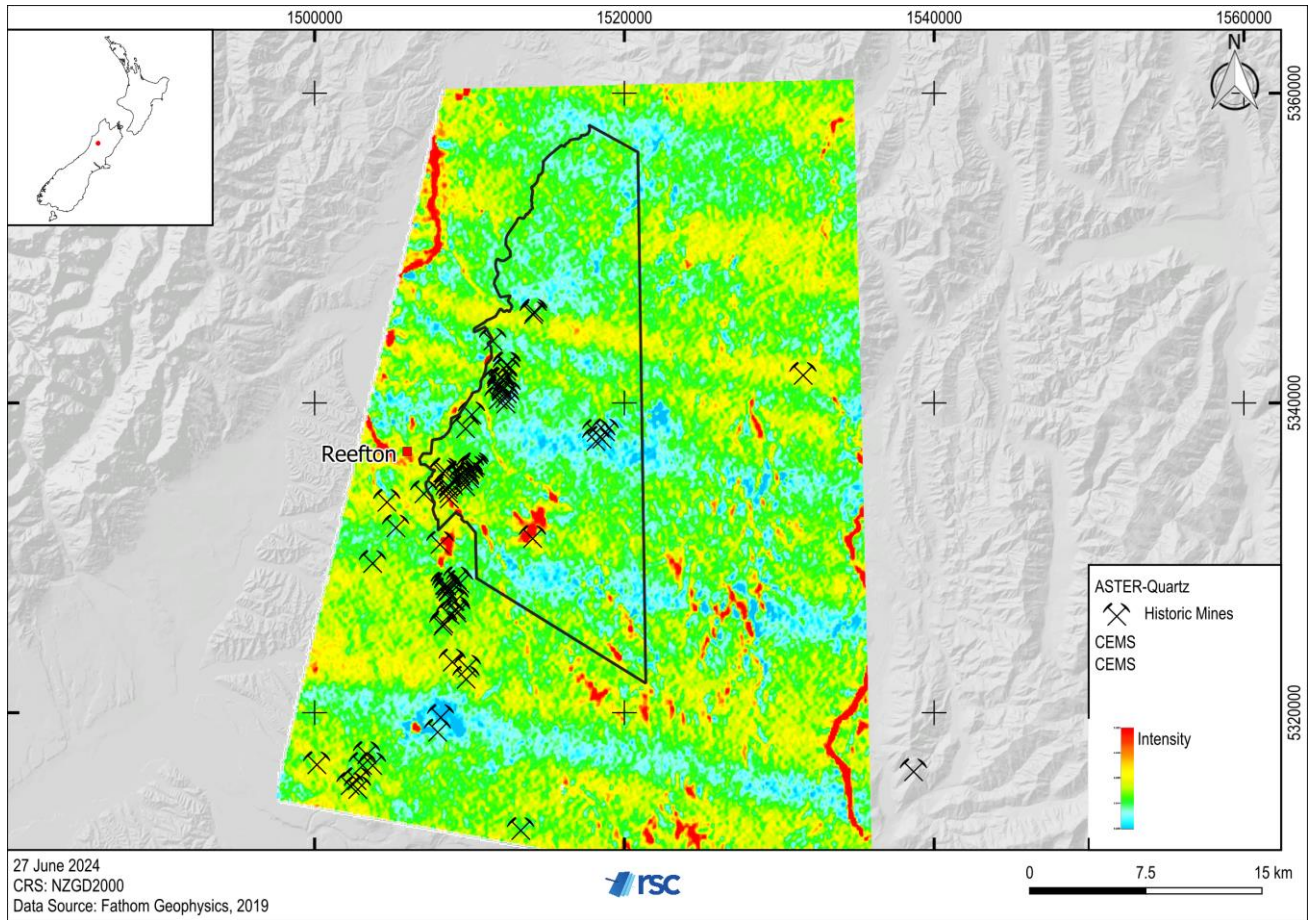 1500000
1520000
1540000
1560000
N
5360000
5340000
5320000
Reefton
ASTER-Quartz
Historic Mines
CEMS
CEMS
Intensity
27 June 2024
CRS: NZGD2000
Data Source: Fathom Geophysics, 2019
rsc
0
7.5
15 km